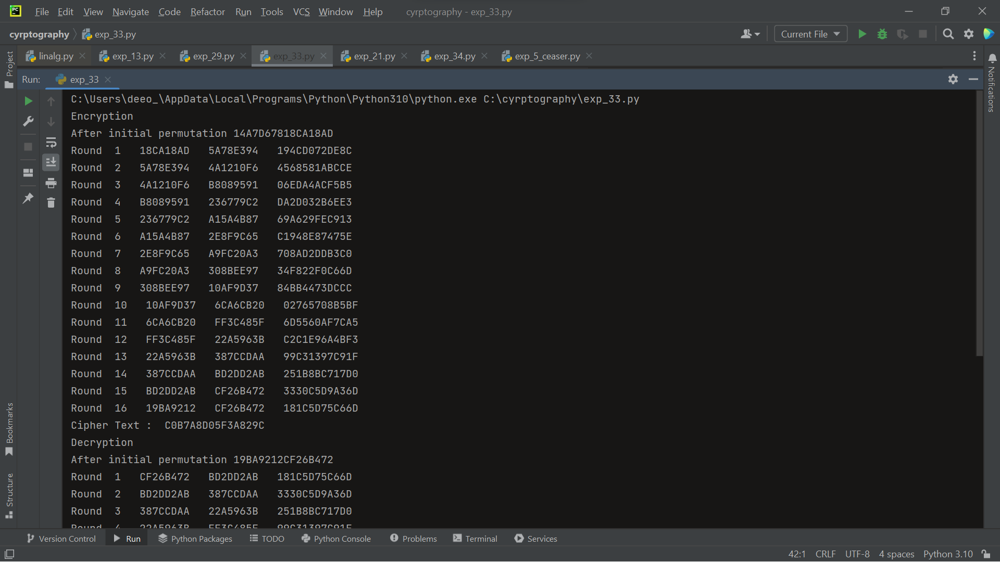 PC File Edit View Navigate Code Refactor Run Tools VCS Window Help cyrptography - exp_33.py
cyrptography exp_33.py Current File
linalg.py exp_13.py exp_29.py exp_33.py exp_21.py exp_34.py exp_5_ceaser.py
Project
Notifications
Run: exp_33
C:\Users\deeo_\AppData\Local\Programs\Python\Python310\python.exe C:\cyrptography\exp_33.py
Encryption
After initial permutation 14A7D67818CA18AD
Round 1 18CA18AD 5A78E394 194CD072DE8C
Round 2 5A78E394 4A1210F6 4568581ABCCE
Round 3 4A1210F6 B8089591 06EDA4ACF5B5
Round 4 B8089591 236779C2 DA2D032B6EE3
Round 5 236779C2 A15A4B87 69A629FEC913
Round 6 A15A4B87 2E8F9C65 C1948E87475E
Round 7 2E8F9C65 A9FC20A3 708AD2DDB3C0
Round 8 A9FC20A3 308BEE97 34F822F0C66D
Round 9 308BEE97 10AF9D37 84BB4473DCCC
Round 10 10AF9D37 6CA6CB20 02765708B5BF
Round 11 6CA6CB20 FF3C485F 6D5560AF7CA5
Round 12 FF3C485F 22A5963B C2C1E96A4BF3
Round 13 22A5963B 387CCDAA 99C31397C91F
Round 14 387CCDAA BD2DD2AB 251B8BC717D0
Round 15 BD2DD2AB CF26B472 3330C5D9A36D
Round 16 19BA9212 CF26B472 181C5D75C66D
Cipher Text : C0B7A8D05F3A829C
Decryption
After initial permutation 19BA9212CF26B472
Round 1 CF26B472 BD2DD2AB 181C5D75C66D
Round 2 BD2DD2AB 387CCDAA 3330C5D9A36D
Round 3 387CCDAA 22A5963B 251B8BC717D0
Round 4 22A5963B FF3C485F 99C31397C91F
Bookmarks
Structure
Version Control Run Python Packages TODO Python Console Problems Terminal Services
42:1 CRLF UTF-8 4 spaces Python 3.10